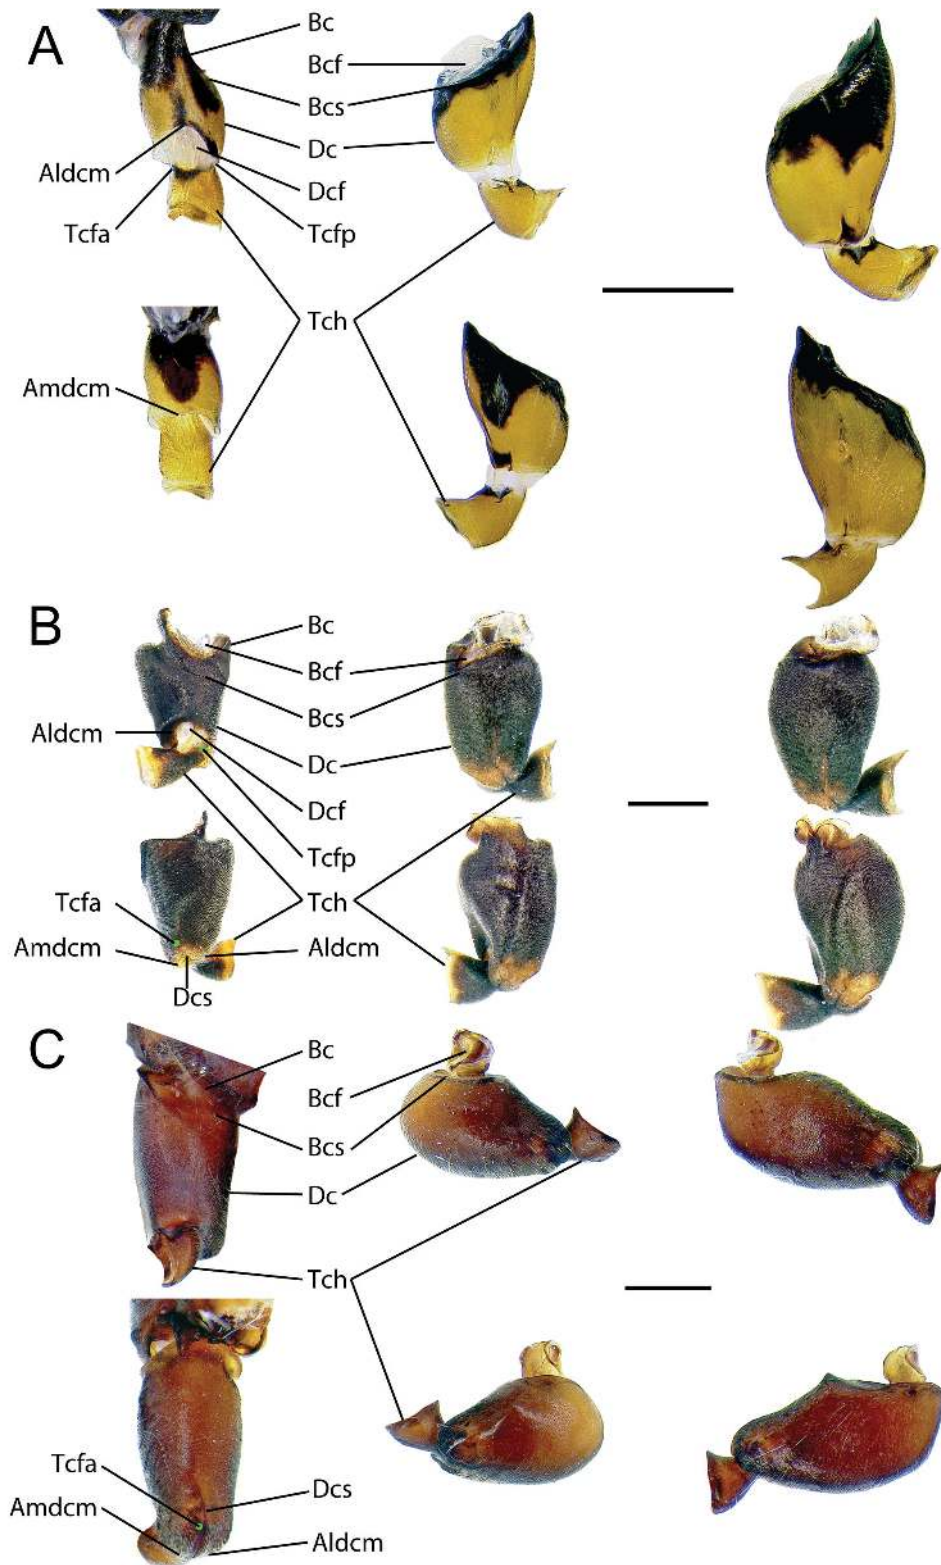 A
Bc
Bcf
Bcs
Dc
Aldcm
Dcf
Tcfa
Tcfp
Tch
Amdcm
B
Bc
Bcf
Bcs
Aldcm
Dc
Dcf
Tcfp
Tcfa
Tch
Amdcm
Aldcm
Dcs
C
Bc
Bcf
Bcs
Dc
Tch
Tcfa
Dcs
Amdcm
Aldcm